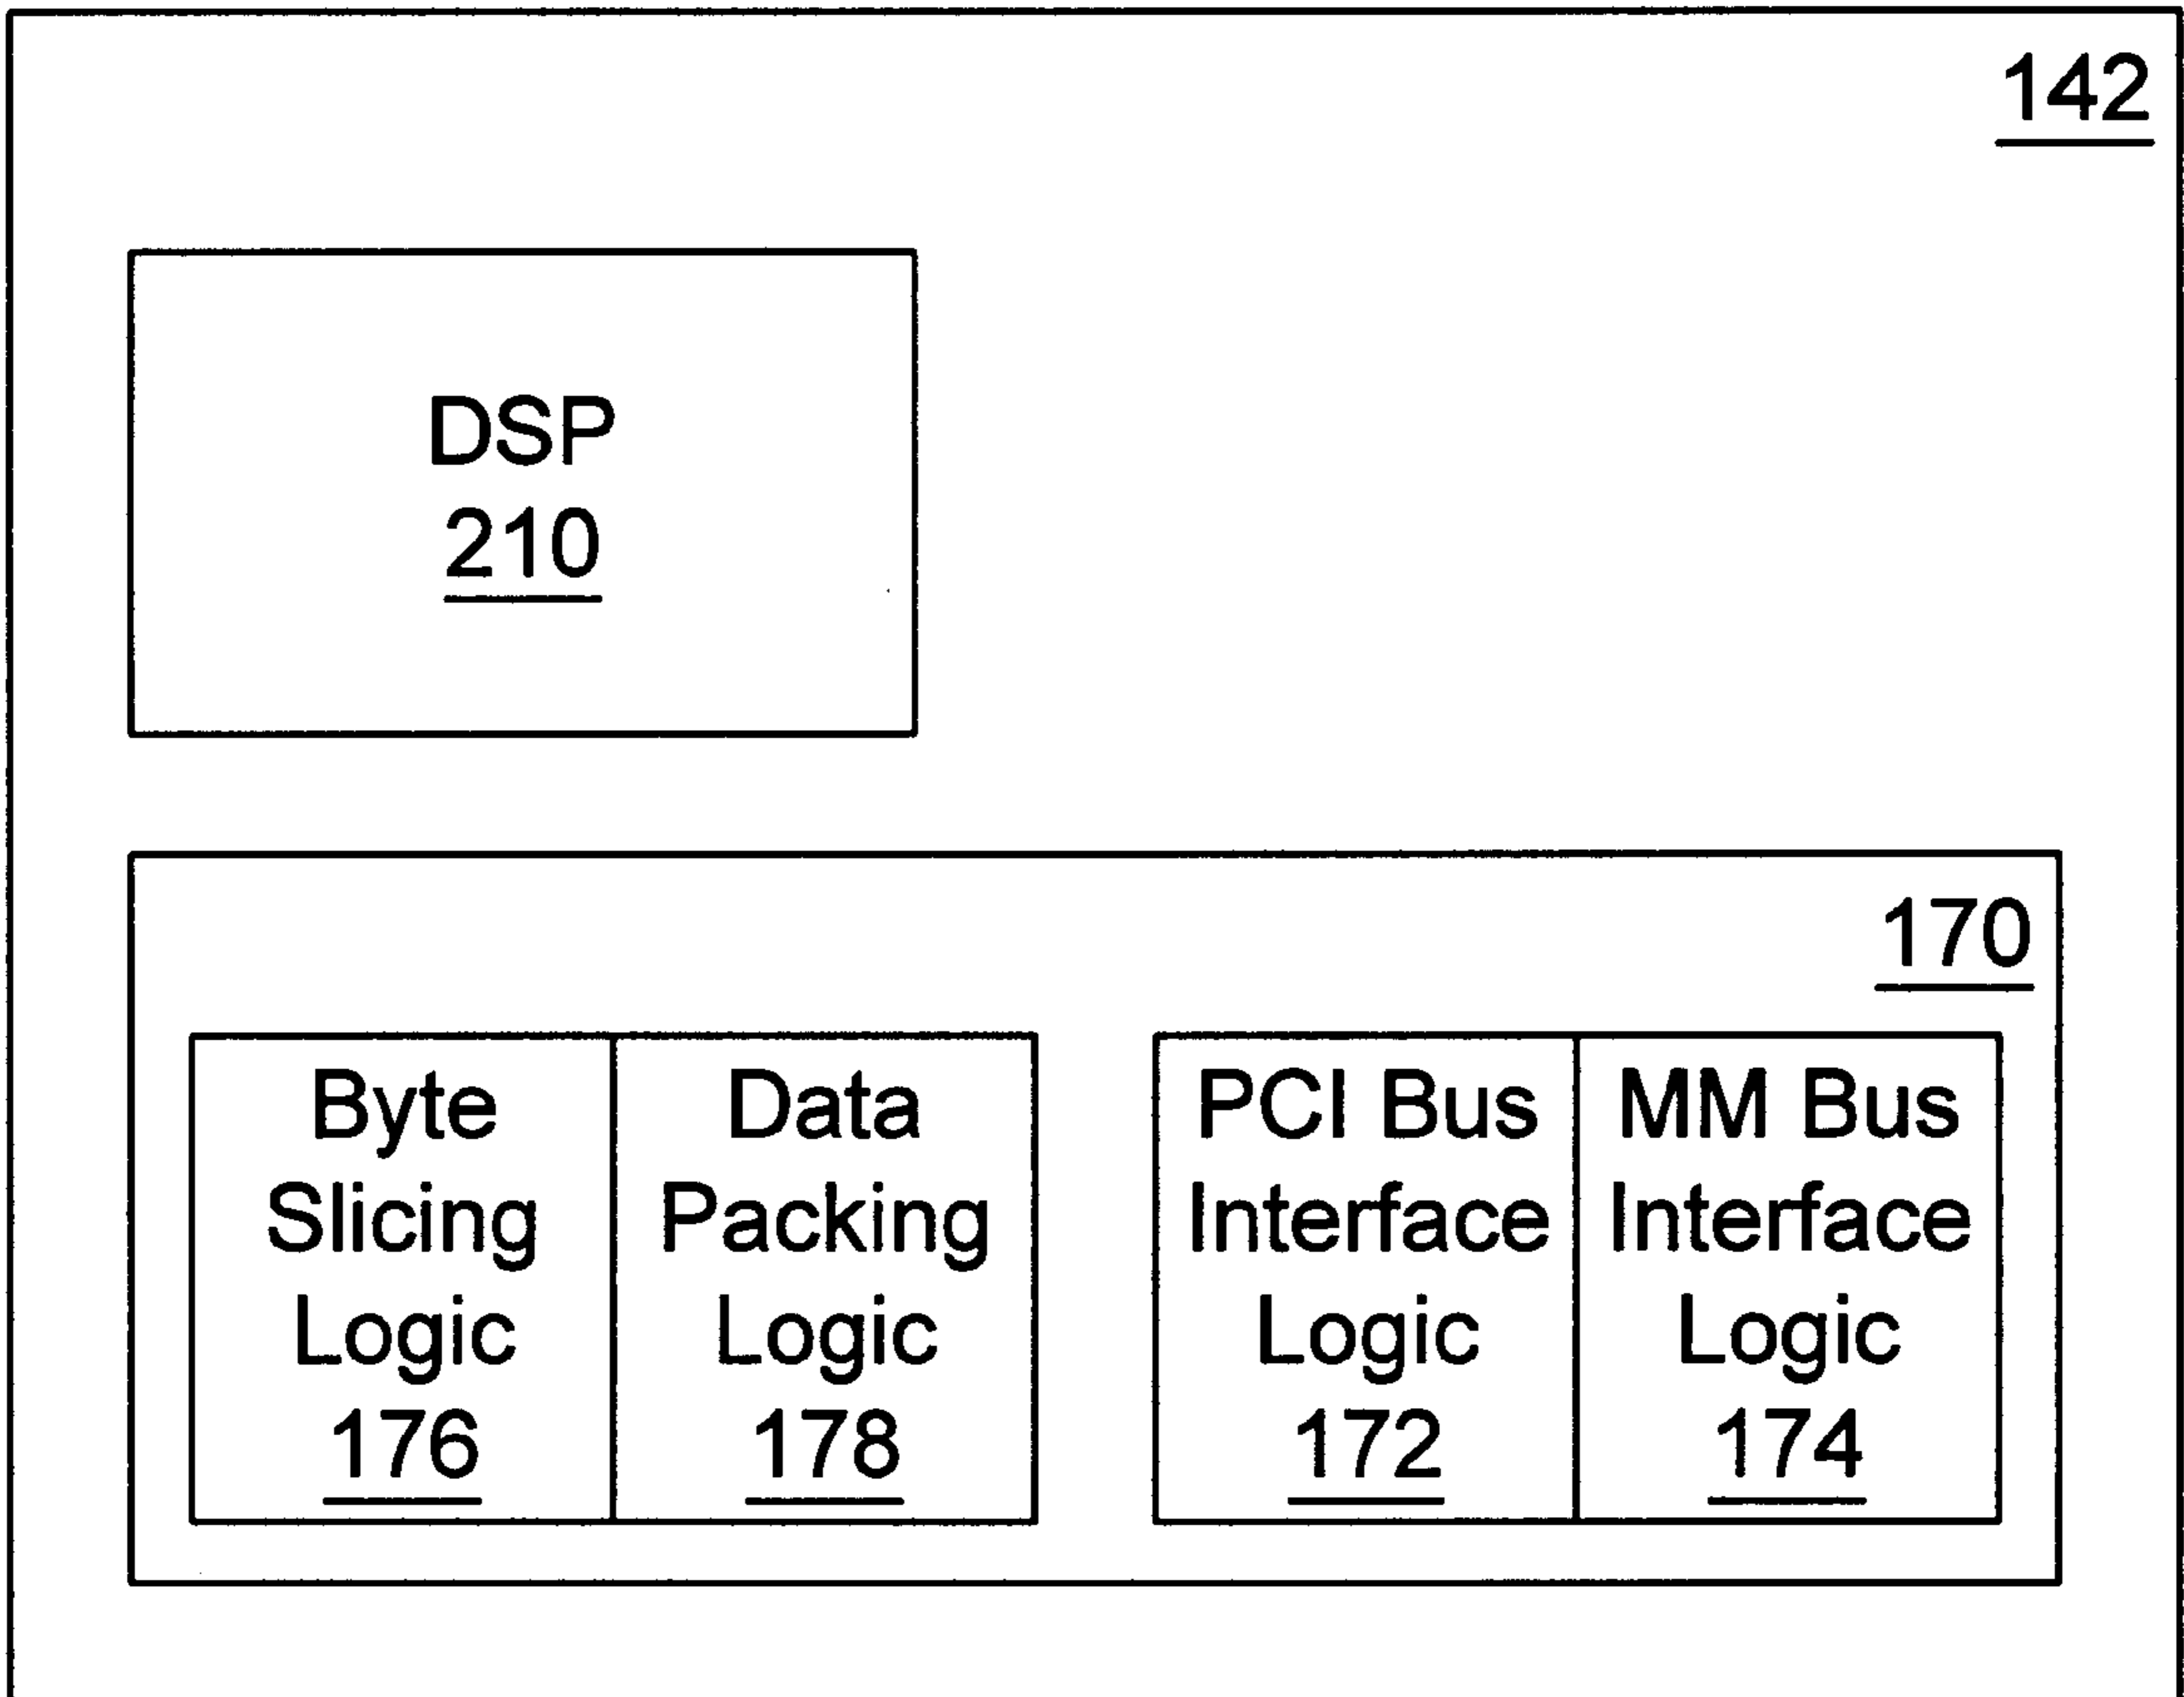 142
DSP
210
170
Byte
Slicing
Logic
176
Data
Packing
Logic
178
PCI Bus
Interface
Logic
172
MM Bus
Interface
Logic
174